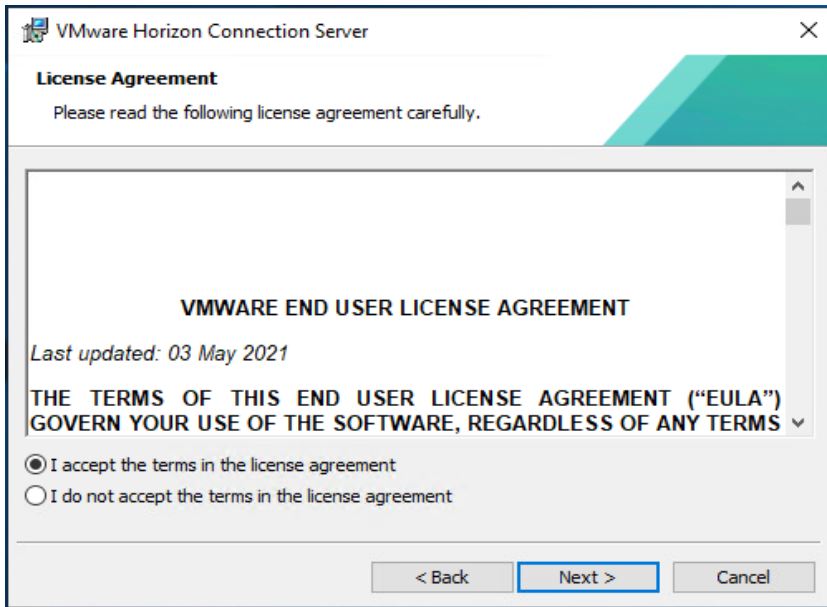 VMware Horizon Connection Server
License Agreement
Please read the following license agreement carefully.
VMWARE END USER LICENSE AGREEMENT
Last updated: 03 May 2021
THE TERMS OF THIS END USER LICENSE AGREEMENT (“EULA”)
GOVERN YOUR USE OF THE SOFTWARE, REGARDLESS OF ANY TERMS
I accept the terms in the license agreement
I do not accept the terms in the license agreement
< Back Next > Cancel